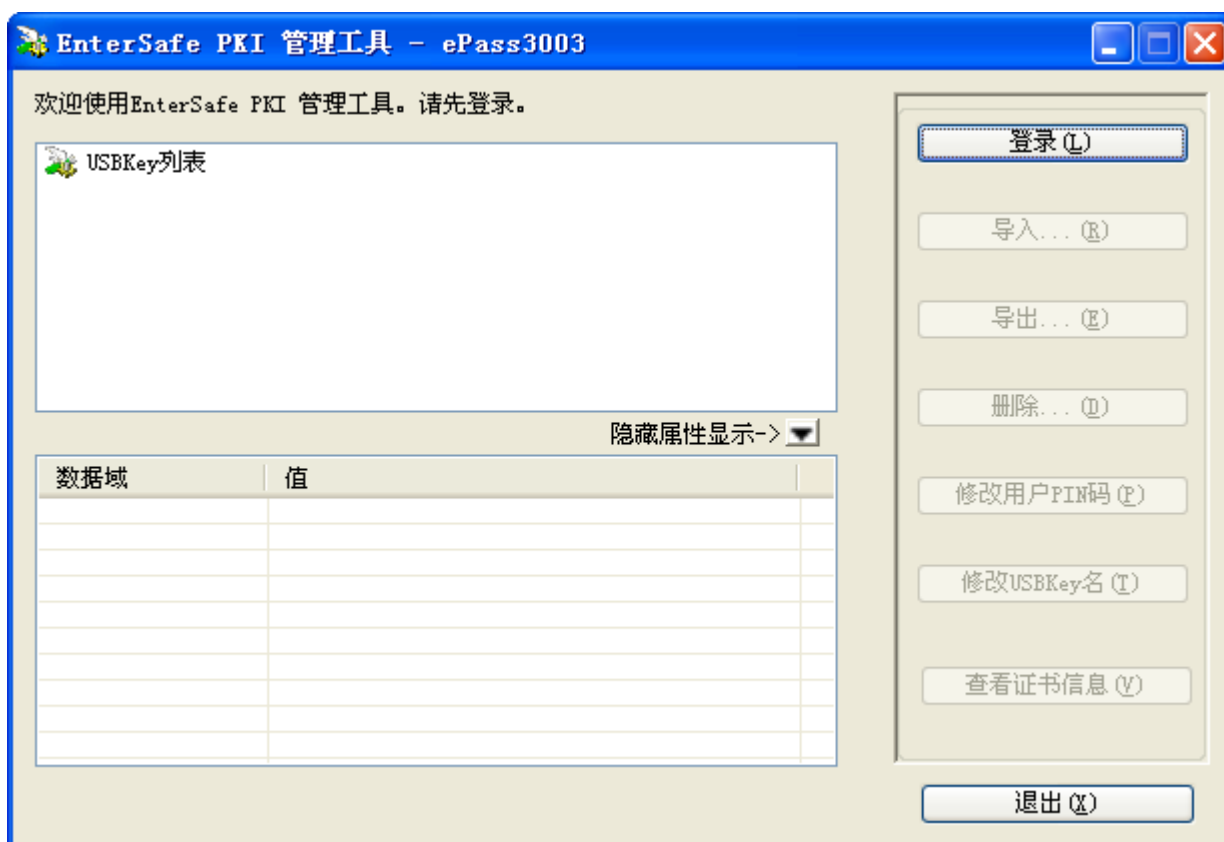 EnterSafe PKI 管理工具 - ePass3003
欢迎使用EnterSafe PKI 管理工具。请先登录。
USBKey列表
隐藏属性显示->
数据域 值
登录(L)
导入...(R)
导出...(E)
删除...(D)
修改用户PIN码(P)
修改USBKey名(T)
查看证书信息(V)
退出(X)